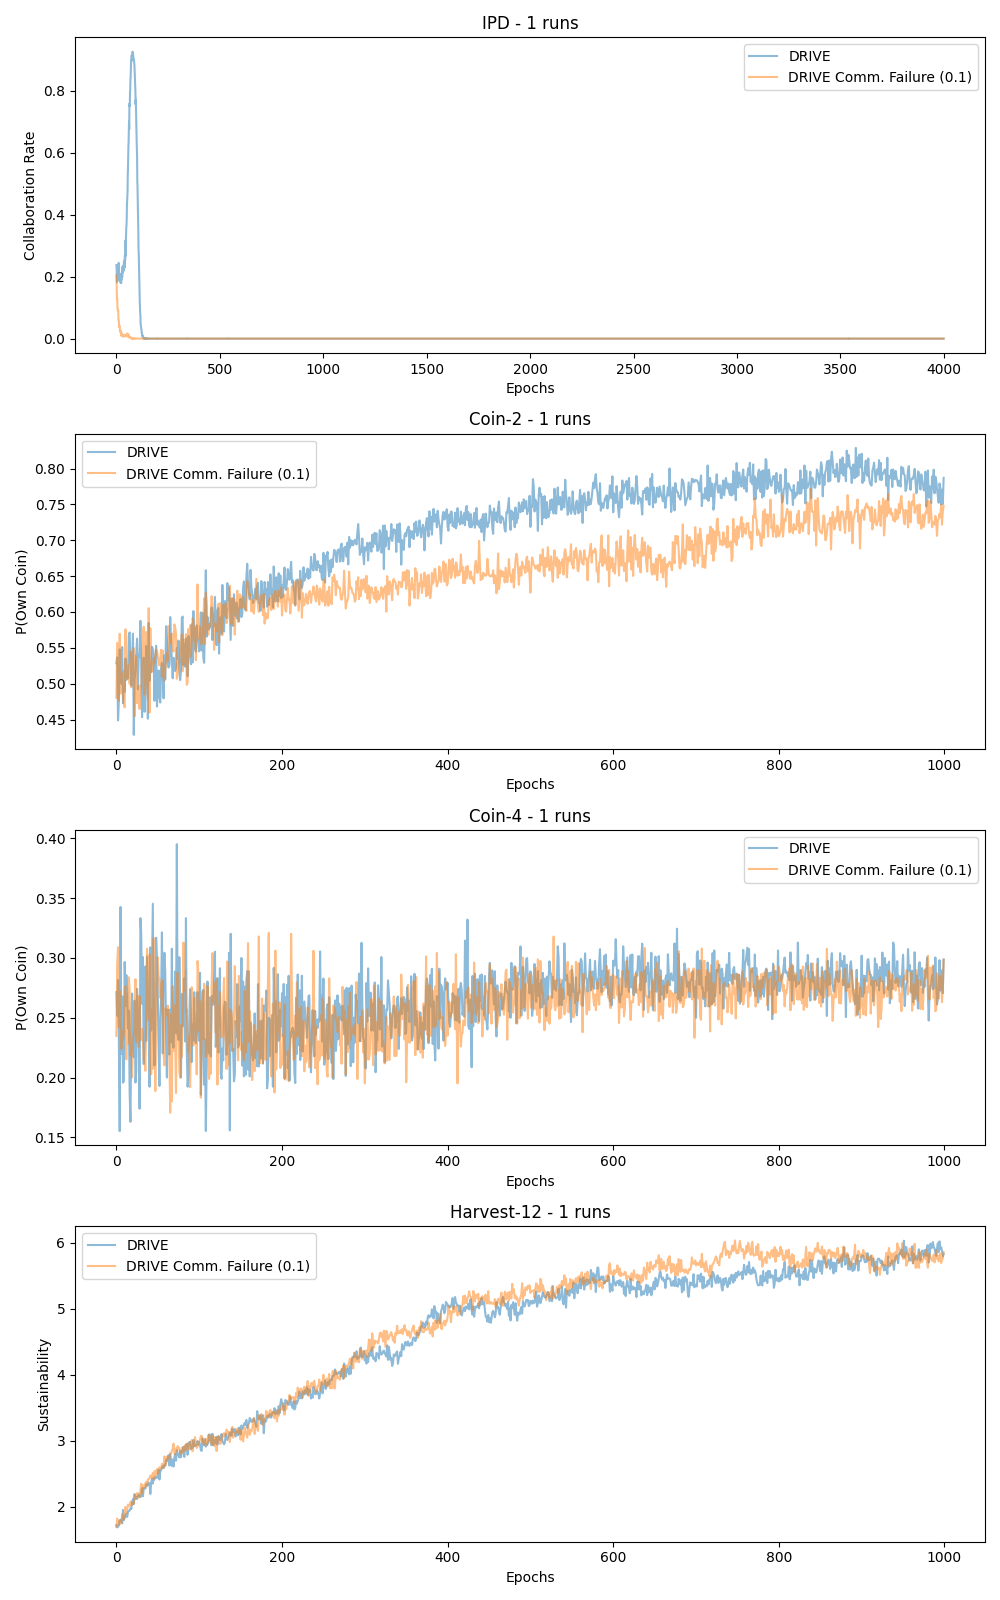 IPD - 1 runs
DRIVE
DRIVE Comm. Failure (0.1)
Collaboration Rate
0.8
0.6
0.4
0.2
0.0
0 500 1000 1500 2000 2500 3000 3500 4000
Epochs
Coin-2 - 1 runs
DRIVE
DRIVE Comm. Failure (0.1)
P(Own Coin)
0.80
0.75
0.70
0.65
0.60
0.55
0.50
0.45
0 200 400 600 800 1000
Epochs
Coin-4 - 1 runs
DRIVE
DRIVE Comm. Failure (0.1)
P(Own Coin)
0.40
0.35
0.30
0.25
0.20
0.15
0 200 400 600 800 1000
Epochs
Harvest-12 - 1 runs
DRIVE
DRIVE Comm. Failure (0.1)
Sustainability
6
5
4
3
2
0 200 400 600 800 1000
Epochs